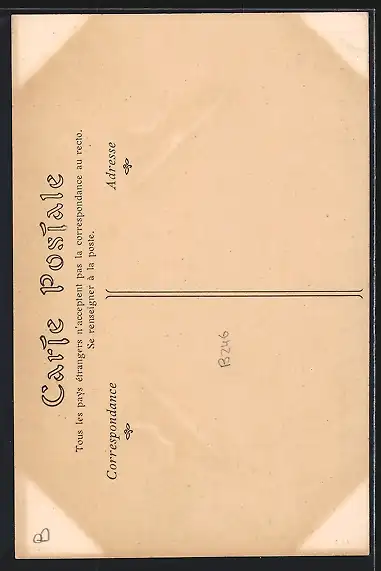 Carte Postale
Tous les pays étrangers n'acceptent pas la correspondance au recto.
Se renseigner à la poste.
Correspondance
Adresse
B246
B